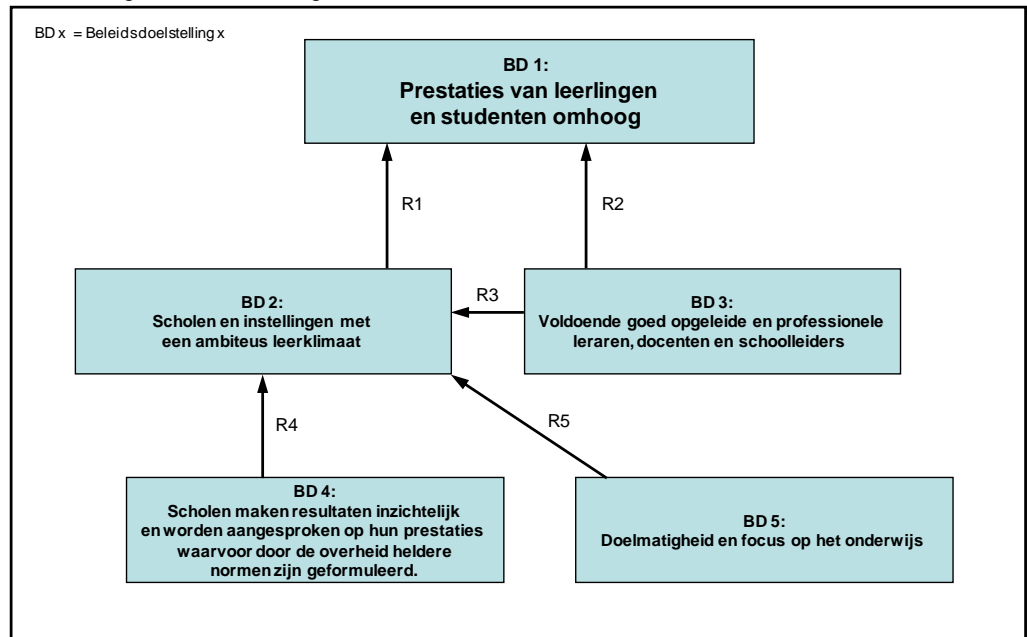 BD x = Beleidsdoelstelling x
BD 1:
Prestaties van leerlingen
en studenten omhoog
R1
R2
BD 2:
Scholen en instellingen met
een ambiteus leerklimaat
R3
BD 3:
Voldoende goed opgeleide en professionele
leraren, docenten en schoolleiders
R4
R5
BD 4:
Scholen maken resultaten inzichtelijk
en worden aangesproken op hun prestaties
waarvoor door de overheid heldere
normen zijn geformuleerd.
BD 5:
Doelmatigheid en focus op het onderwijs